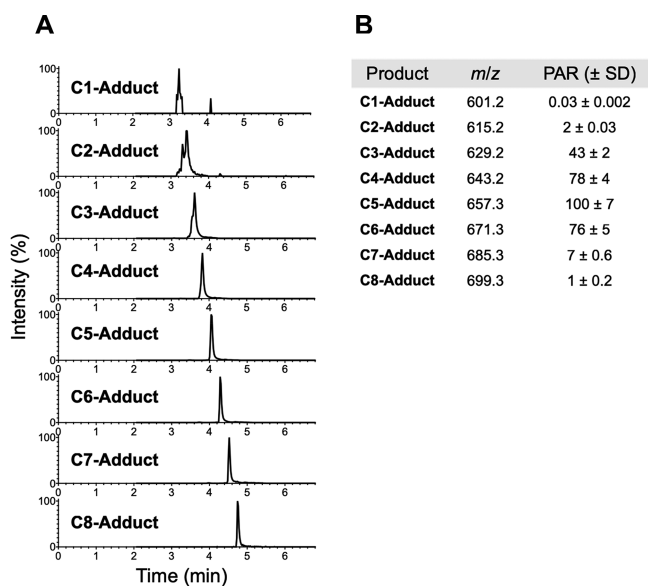 A
100
C1-Adduct
0
0 1 2 3 4 5 6
100
C2-Adduct
0
0 1 2 3 4 5 6
100
C3-Adduct
0
0 1 2 3 4 5 6
100
C4-Adduct
0
0 1 2 3 4 5 6
100
C5-Adduct
0
0 1 2 3 4 5 6
100
C6-Adduct
0
0 1 2 3 4 5 6
100
C7-Adduct
0
0 1 2 3 4 5 6
100
C8-Adduct
0
0 1 2 3 4 5 6
Intensity (%)
Time (min)
B
Product m/z PAR (± SD)
C1-Adduct 601.2 0.03 ± 0.002
C2-Adduct 615.2 2 ± 0.03
C3-Adduct 629.2 43 ± 2
C4-Adduct 643.2 78 ± 4
C5-Adduct 657.3 100 ± 7
C6-Adduct 671.3 76 ± 5
C7-Adduct 685.3 7 ± 0.6
C8-Adduct 699.3 1 ± 0.2